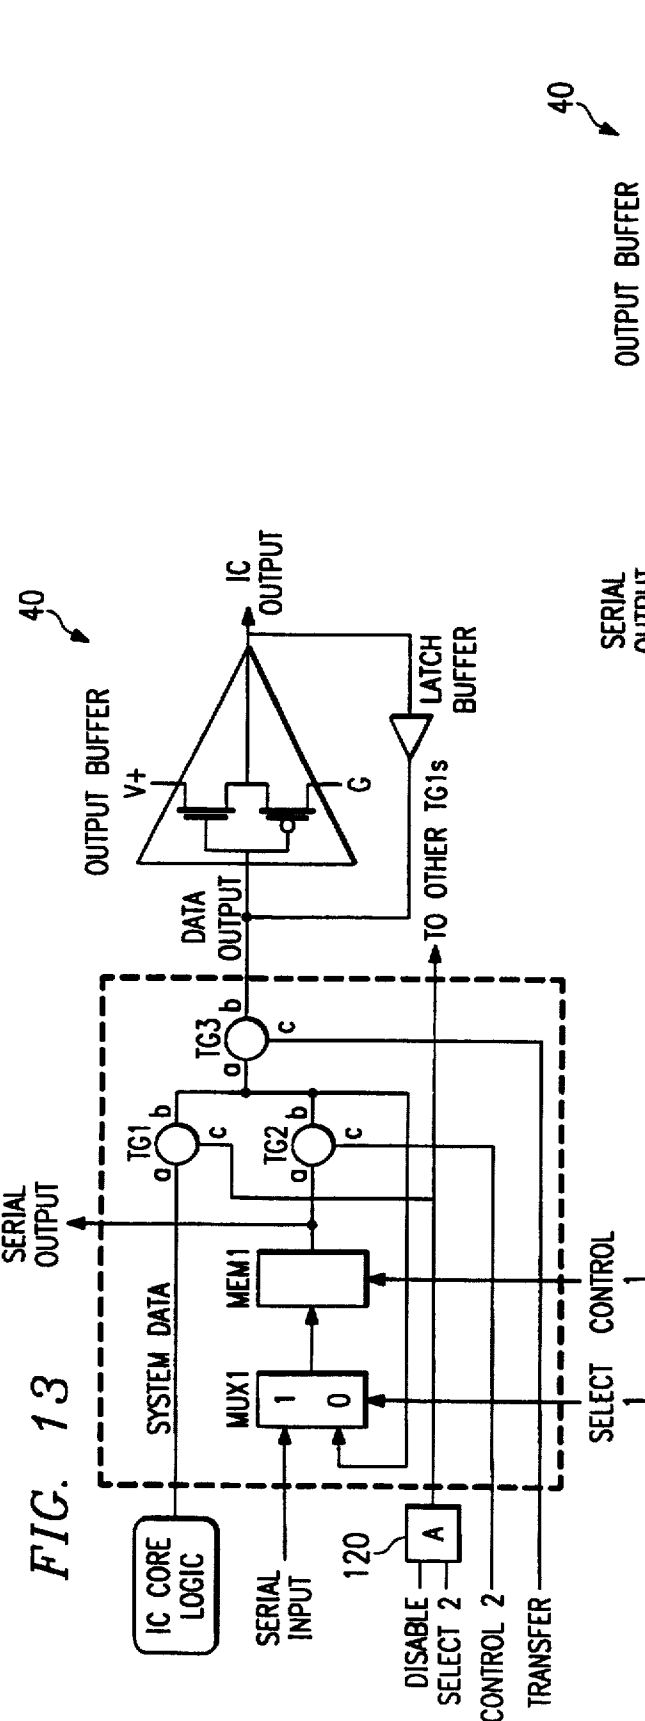 FIG. 13
40
SERIAL
OUTPUT
OUTPUT BUFFER
V+
G
IC
OUTPUT
LATCH
BUFFER
DATA
OUTPUT
TO OTHER TG1s
IC CORE
LOGIC
SYSTEM DATA
TG1
a
b
c
TG2
a
b
c
TG3
a
b
c
SERIAL
INPUT
MUX1
1
0
MEM1
120
A
DISABLE
SELECT 2
CONTROL 2
TRANSFER
SELECT
1
CONTROL
1
40
OUTPUT BUFFER
SERIAL
OUTPUT